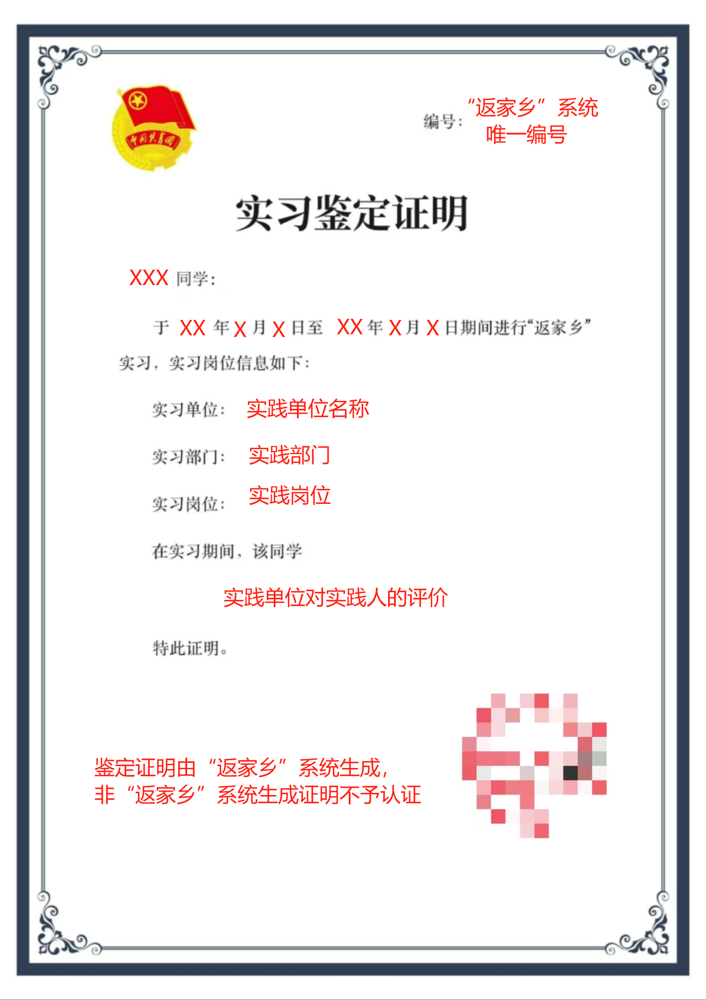 中国共青团
编号：“返家乡”系统
唯一编号
实习鉴定证明
XXX 同学：
于 XX 年 X 月 X 日至 XX 年 X 月 X 日期间进行“返家乡”
实习，实习岗位信息如下：
实习单位： 实践单位名称
实习部门： 实践部门
实习岗位： 实践岗位
在实习期间，该同学
实践单位对实践人的评价
特此证明。
鉴定证明由“返家乡”系统生成，
非“返家乡”系统生成证明不予认证